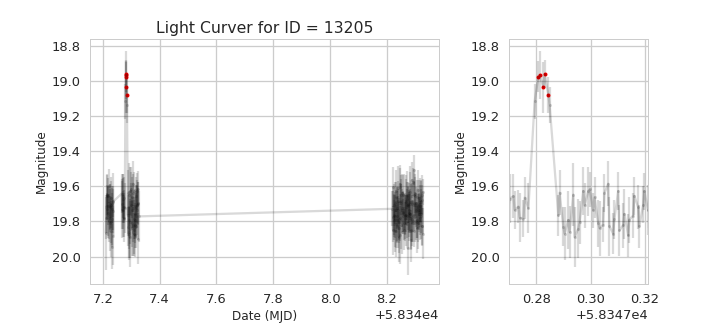 Light Curver for ID = 13205
Magnitude
18.8
19.0
19.2
19.4
19.6
19.8
20.0
7.2 7.4 7.6 7.8 8.0 8.2
Date (MJD) +5.834e4
Magnitude
18.8
19.0
19.2
19.4
19.6
19.8
20.0
0.28 0.30 0.32
+5.8347e4